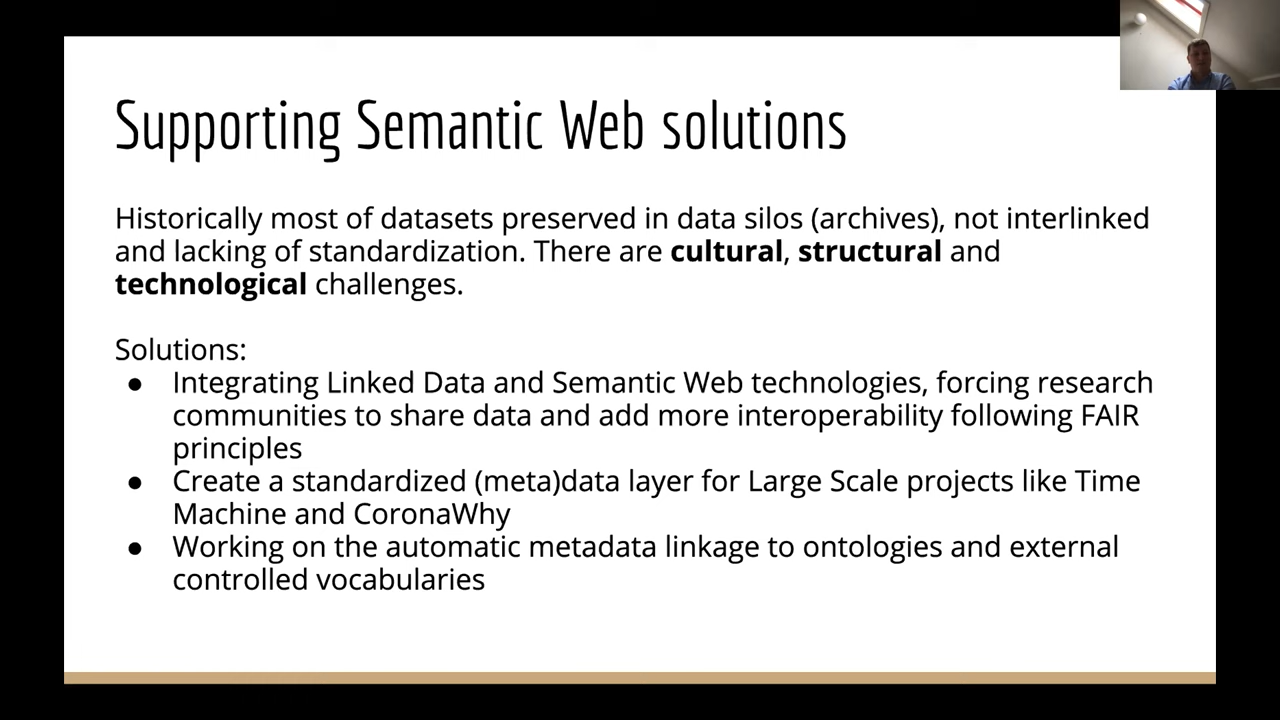 Supporting Semantic Web solutions
Historically most of datasets preserved in data silos (archives), not interlinked
and lacking of standardization. There are cultural, structural and
technological challenges.
Solutions:
● Integrating Linked Data and Semantic Web technologies, forcing research
communities to share data and add more interoperability following FAIR
principles
● Create a standardized (meta)data layer for Large Scale projects like Time
Machine and CoronaWhy
● Working on the automatic metadata linkage to ontologies and external
controlled vocabularies